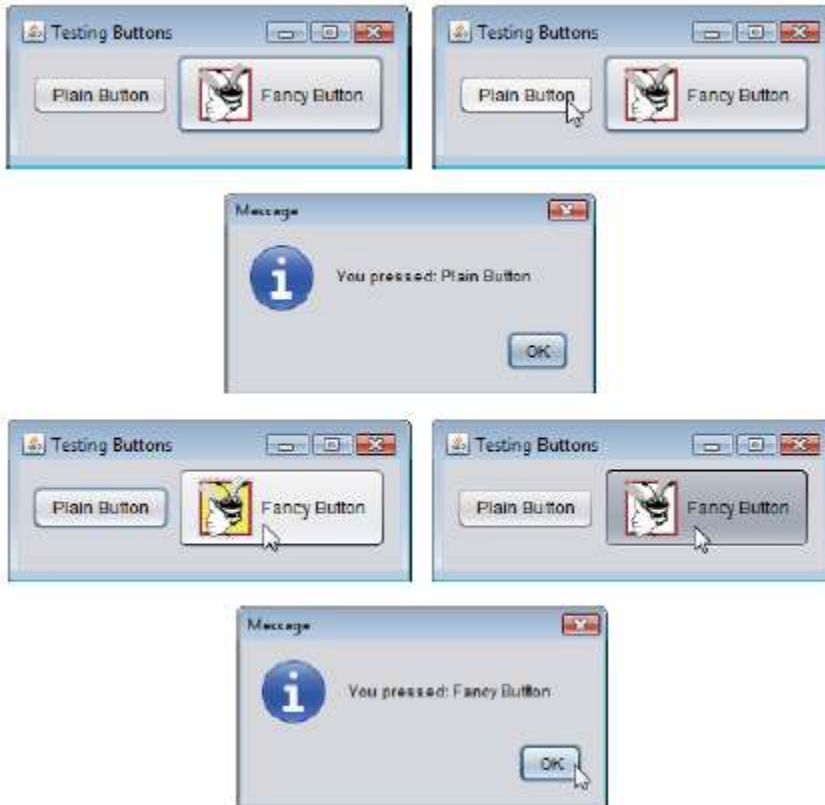 Testing Buttons
Plain Button
Fancy Button
Testing Buttons
Plain Button
Fancy Button
Message
You pressed: Plain Button
OK
Testing Buttons
Plain Button
Fancy Button
Testing Buttons
Plain Button
Fancy Button
Message
You pressed: Fancy Button
OK